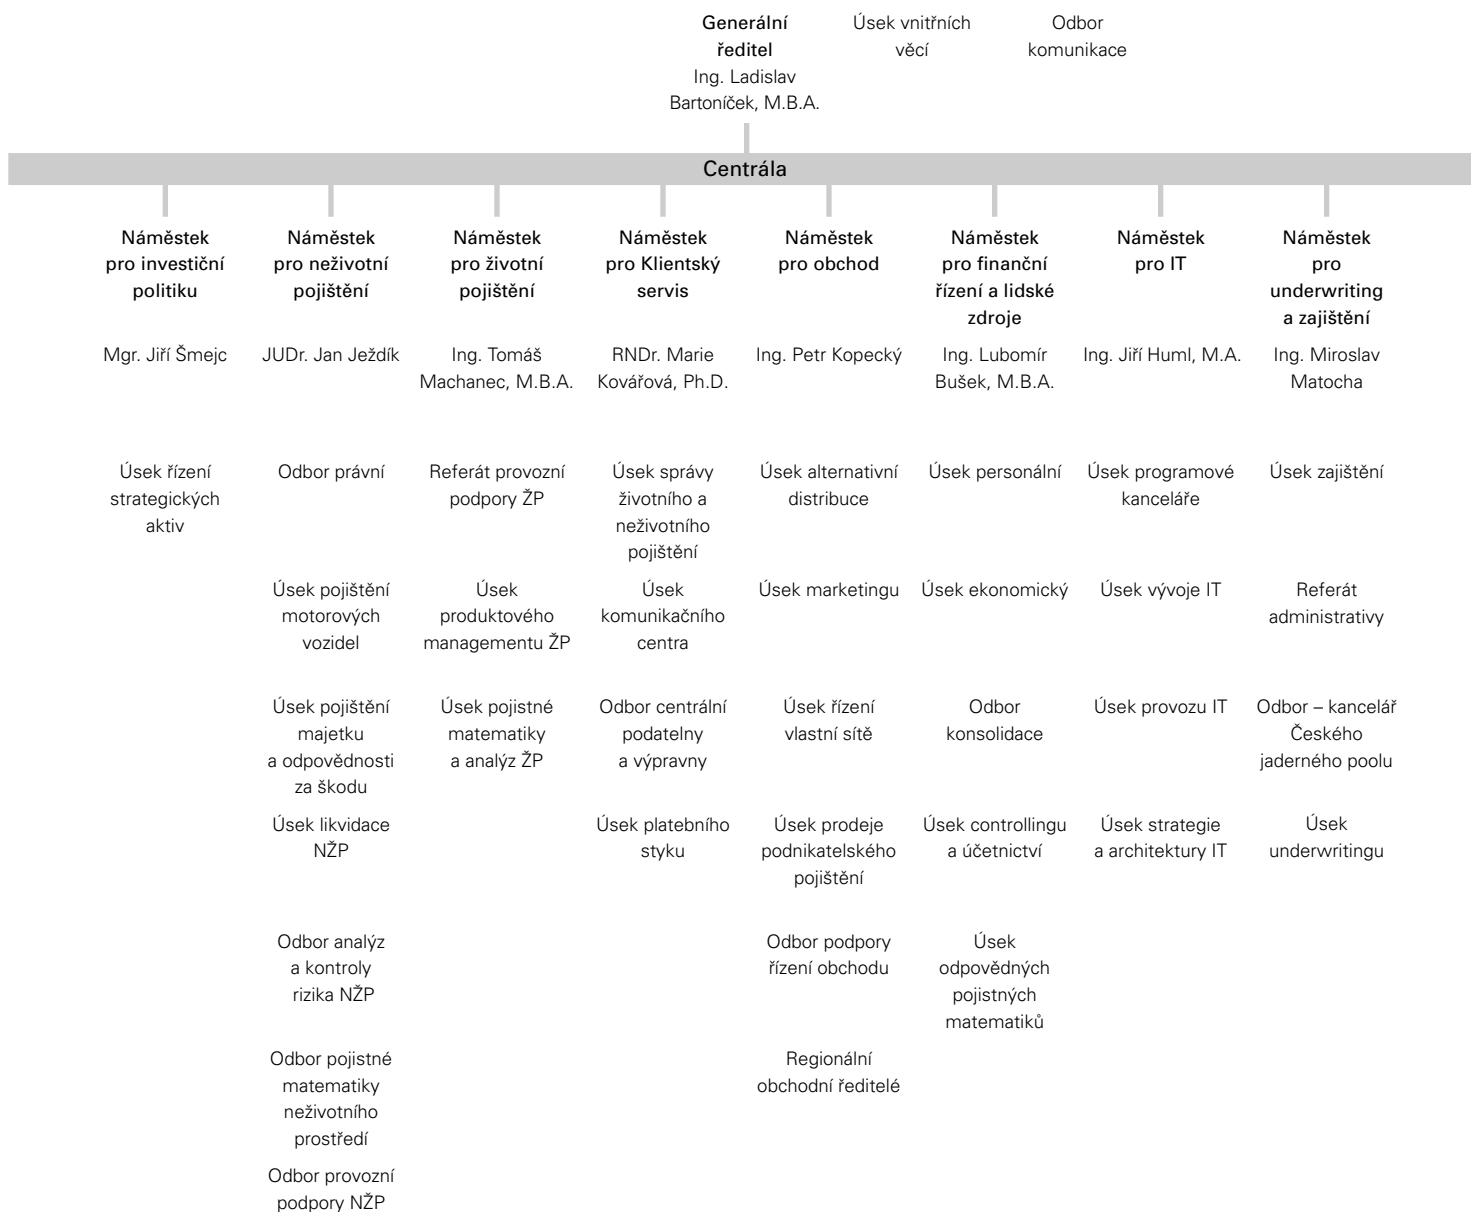 Generální
ředitel
Ing. Ladislav
Bartoníček, M.B.A.
Úsek vnitřních
věcí
Odbor
komunikace
Centrála
Náměstek
pro investiční
politiku
Mgr. Jiří Šmejc
Úsek řízení
strategických
aktiv
Náměstek
pro neživotní
pojištění
JUDr. Jan Ježdík
Odbor právní
Úsek pojištění
motorových
vozidel
Úsek pojištění
majetku
a odpovědnosti
za škodu
Úsek likvidace
NŽP
Odbor analýz
a kontroly
rizika NŽP
Odbor pojistné
matematiky
neživotního
prostředí
Odbor provozní
podpory NŽP
Náměstek
pro životní
pojištění
Ing. Tomáš
Machanec, M.B.A.
Referát provozní
podpory ŽP
Úsek
produktového
managementu ŽP
Úsek pojistné
matematiky
a analýz ŽP
Náměstek
pro Klientský
servis
RNDr. Marie
Kovářová, Ph.D.
Úsek správy
životního a
neživotního
pojištění
Úsek
komunikačního
centra
Odbor centrální
podatelny
a výpravny
Úsek platebního
styku
Náměstek
pro obchod
Ing. Petr Kopecký
Úsek alternativní
distribuce
Úsek marketingu
Úsek řízení
vlastní sítě
Úsek prodeje
podnikatelského
pojištění
Odbor podpory
řízení obchodu
Regionální
obchodní ředitelé
Náměstek
pro finanční
řízení a lidské
zdroje
Ing. Lubomír
Bušek, M.B.A.
Úsek personální
Úsek ekonomický
Odbor
konsolidace
Úsek controllingu
a účetnictví
Úsek
odpovědných
pojistných
matematiků
Náměstek
pro IT
Ing. Jiří Huml, M.A.
Úsek programové
kanceláře
Úsek vývoje IT
Úsek provozu IT
Úsek strategie
a architektury IT
Náměstek
pro
underwriting
a zajištění
Ing. Miroslav
Matocha
Úsek zajištění
Referát
administrativy
Odbor – kancelář
Českého
jaderného poolu
Úsek
underwritingu